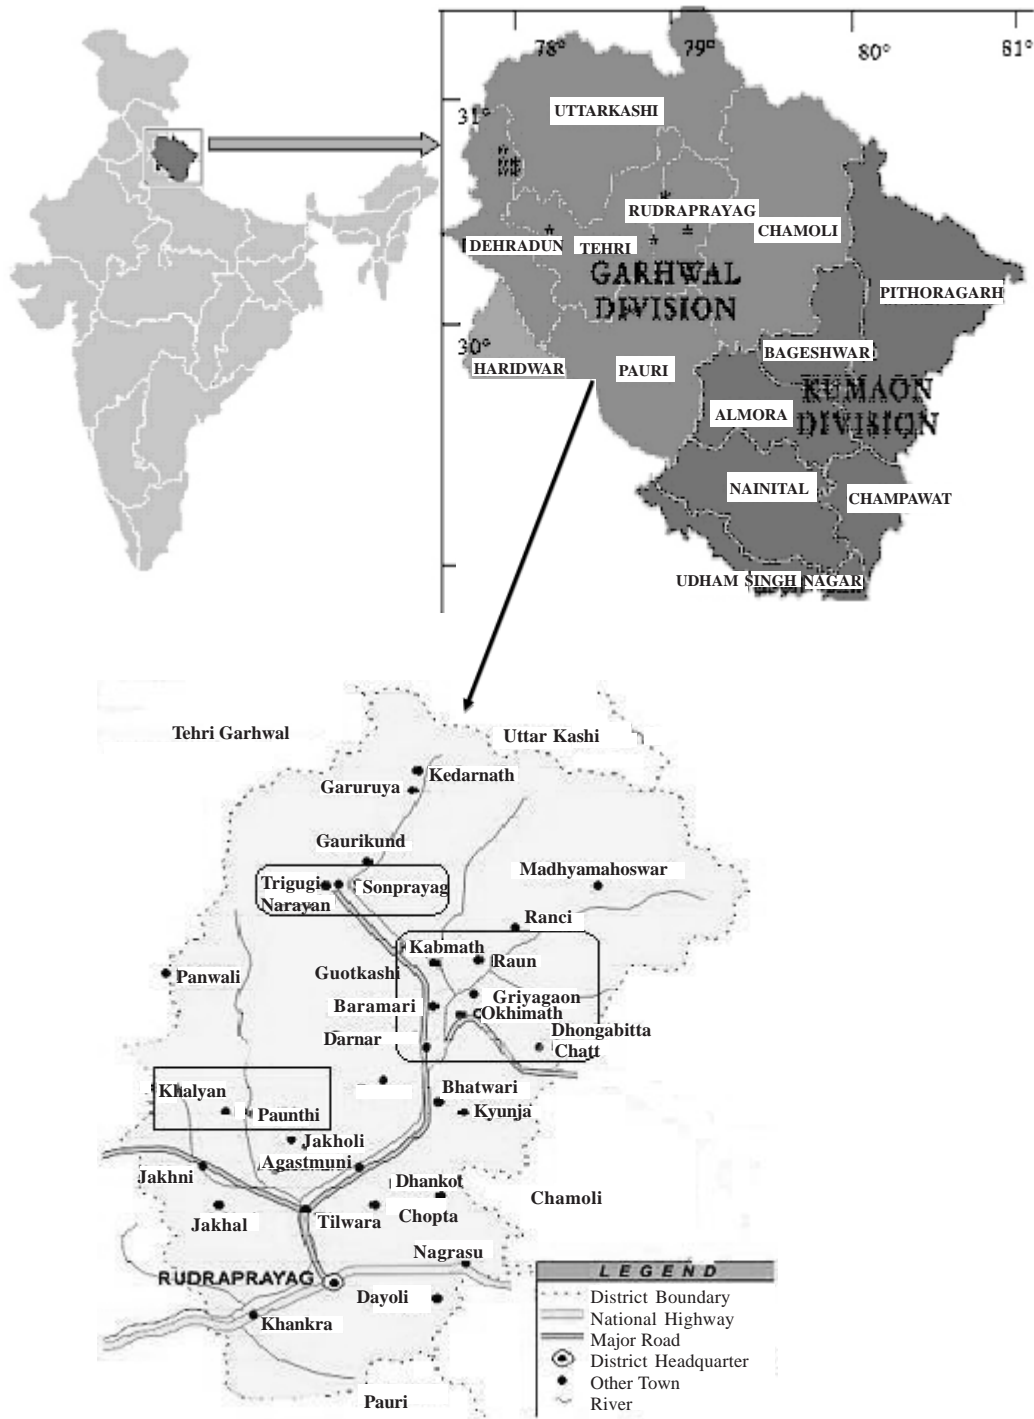 78°
79°
80°
81°
31°
UTTARKASHI
RUDRAPRAYAG
CHAMOLI
DEHRADUN
TEHRI
GARHWAL
DIVISION
PITHORAGARH
30°
HARIDWAR
PAURI
BAGESHWAR
KUMAON
DIVISION
ALMORA
NAINITAL
CHAMPAWAT
UDHAM SINGH NAGAR
Tehri Garhwal
Uttar Kashi
Kedarnath
Garuruya
Gaurikund
Madhyamahoswar
Trigugi
Narayan
Sonprayag
Ranci
Kabmath
Raun
Guotkashi
Panwali
Griyagaon
Baramari
Okhimath
Darnar
Dhongabitta
Chatt
Khalyan
Bhatwari
Paunthi
Kyunja
Jakholi
Agastmuni
Jakhni
Dhankot
Chamoli
Jakhal
Tilwara
Chopta
Nagrasu
RUDRAPRAYAG
Dayoli
Khankra
Pauri
LEGEND
District Boundary
National Highway
Major Road
District Headquarter
Other Town
River